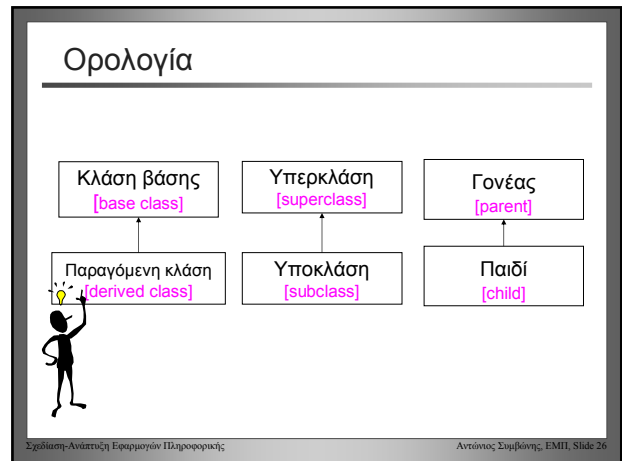 Ορολογία
Κλάση βάσης
[base class]
Υπερκλάση
[superclass]
Γονέας
[parent]
Παραγόμενη κλάση
[derived class]
Υποκλάση
[subclass]
Παιδί
[child]
Σχεδίαση-Ανάπτυξη Εφαρμογών Πληροφορικής
Αντώνιος Συμβώνης, ΕΜΠ, Slide 26